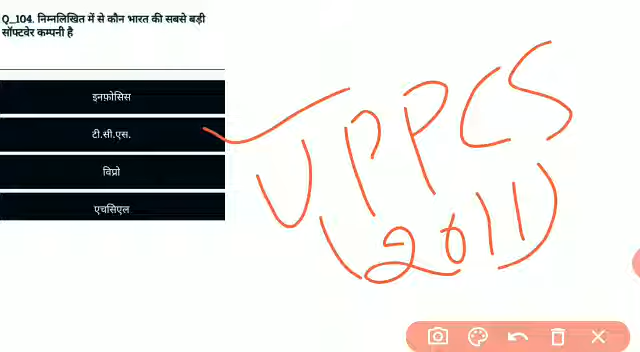 Q_104. निम्नलिखित में से कौन भारत की सबसे बड़ी
सॉफ्टवेर कम्पनी है
इनफ़ोसिस
टी.सी.एस.
विप्रो
एचसिएल
UPPCS
(2011)